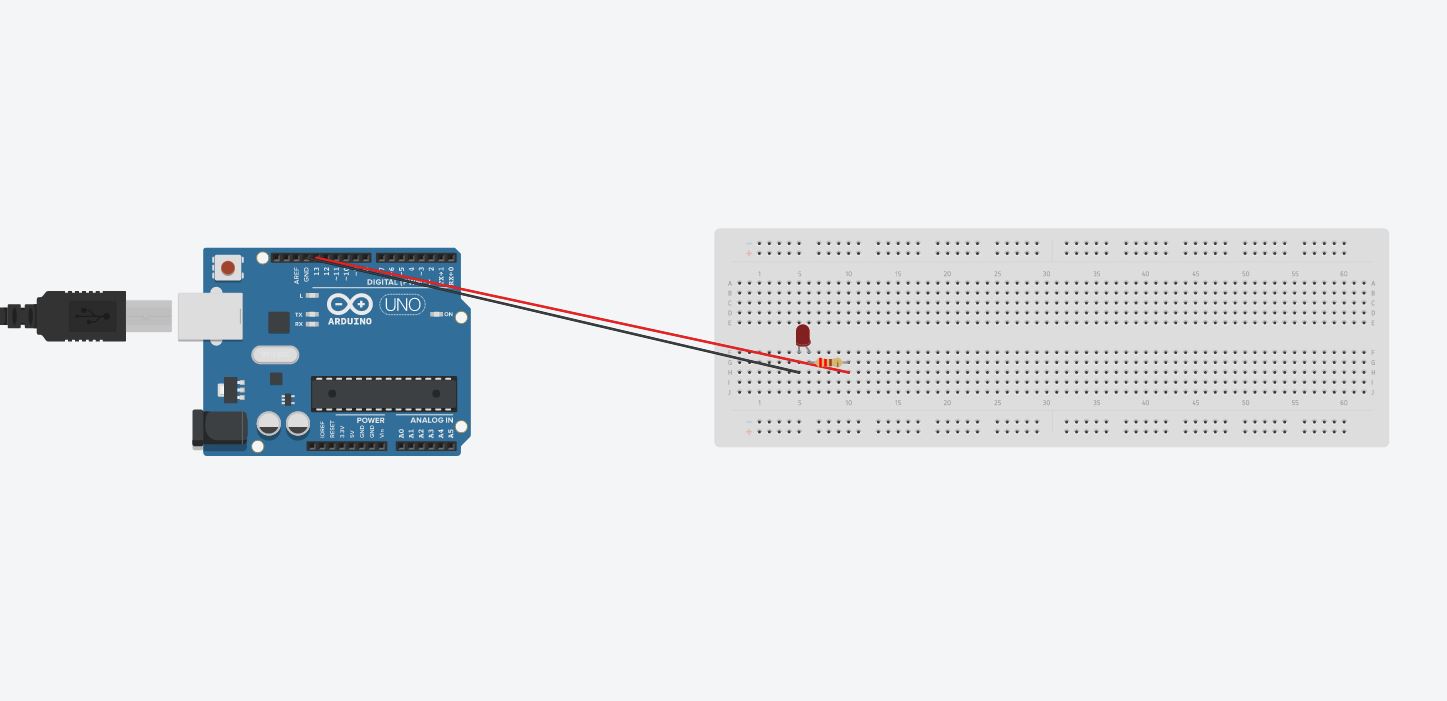 − −
+ +
1 5 10 15 20 25 30 35 40 45 50 55 60
A A
B B
C C
D D
E E
F F
G G
H H
I I
J J
1 5 10 15 20 25 30 35 40 45 50 55 60
− 
+
AREF
GND
13
12
~11
~10
7
~6
~5
4
~3
2
TX→1
RX←0
DIGITAL
L
TX
RX
ARDUINO
UNO
ON
POWER
ANALOG IN
IOREF
RESET
3.3V
5V
GND
GND
Vin
A0
A1
A2
A3
A4
A5